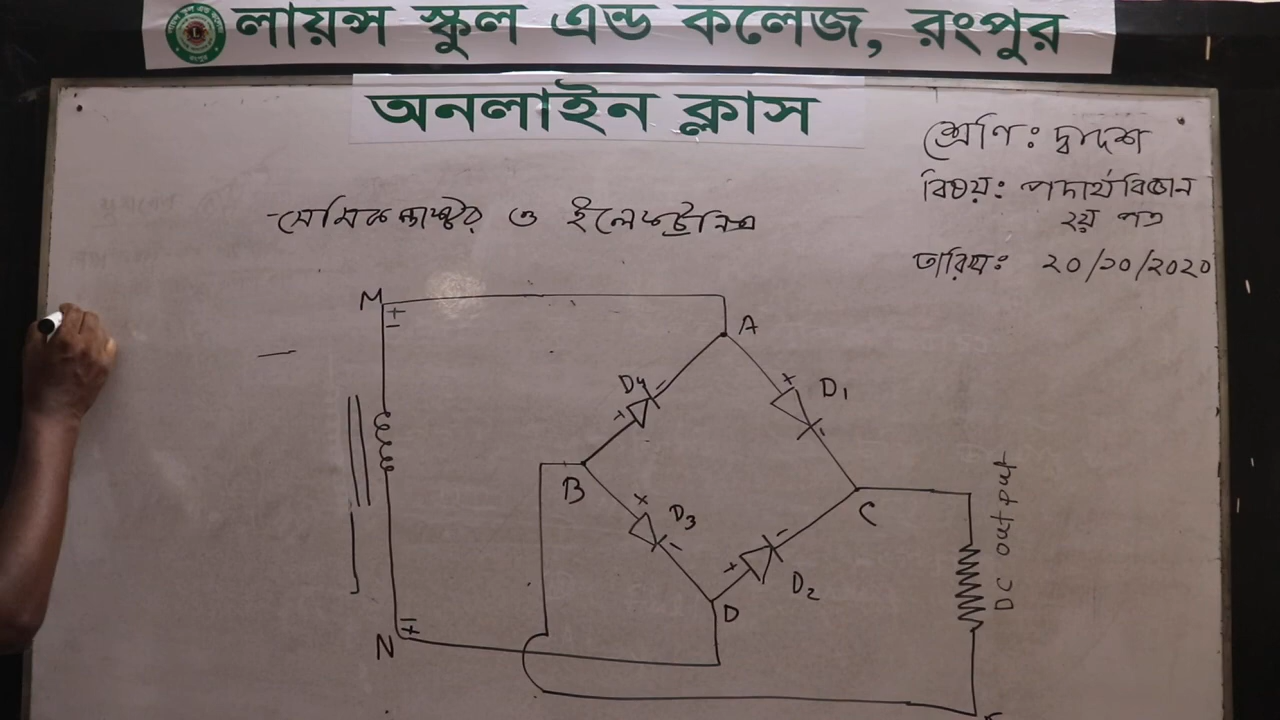 লায়ন্স স্কুল এন্ড কলেজ, রংপুর
অনলাইন ক্লাস
শ্রেণি: দ্বাদশ
বিষয়: পদার্থবিজ্ঞান
২য় পত্র
তারিখ: ২০/১০/২০২০
সেমিকন্ডাক্টর ও ইলেকট্রনিক্স
M
+
-
A
D4
-
+
+
D1
-
B
C
+
D3
-
-
+
D2
D
DC output
N